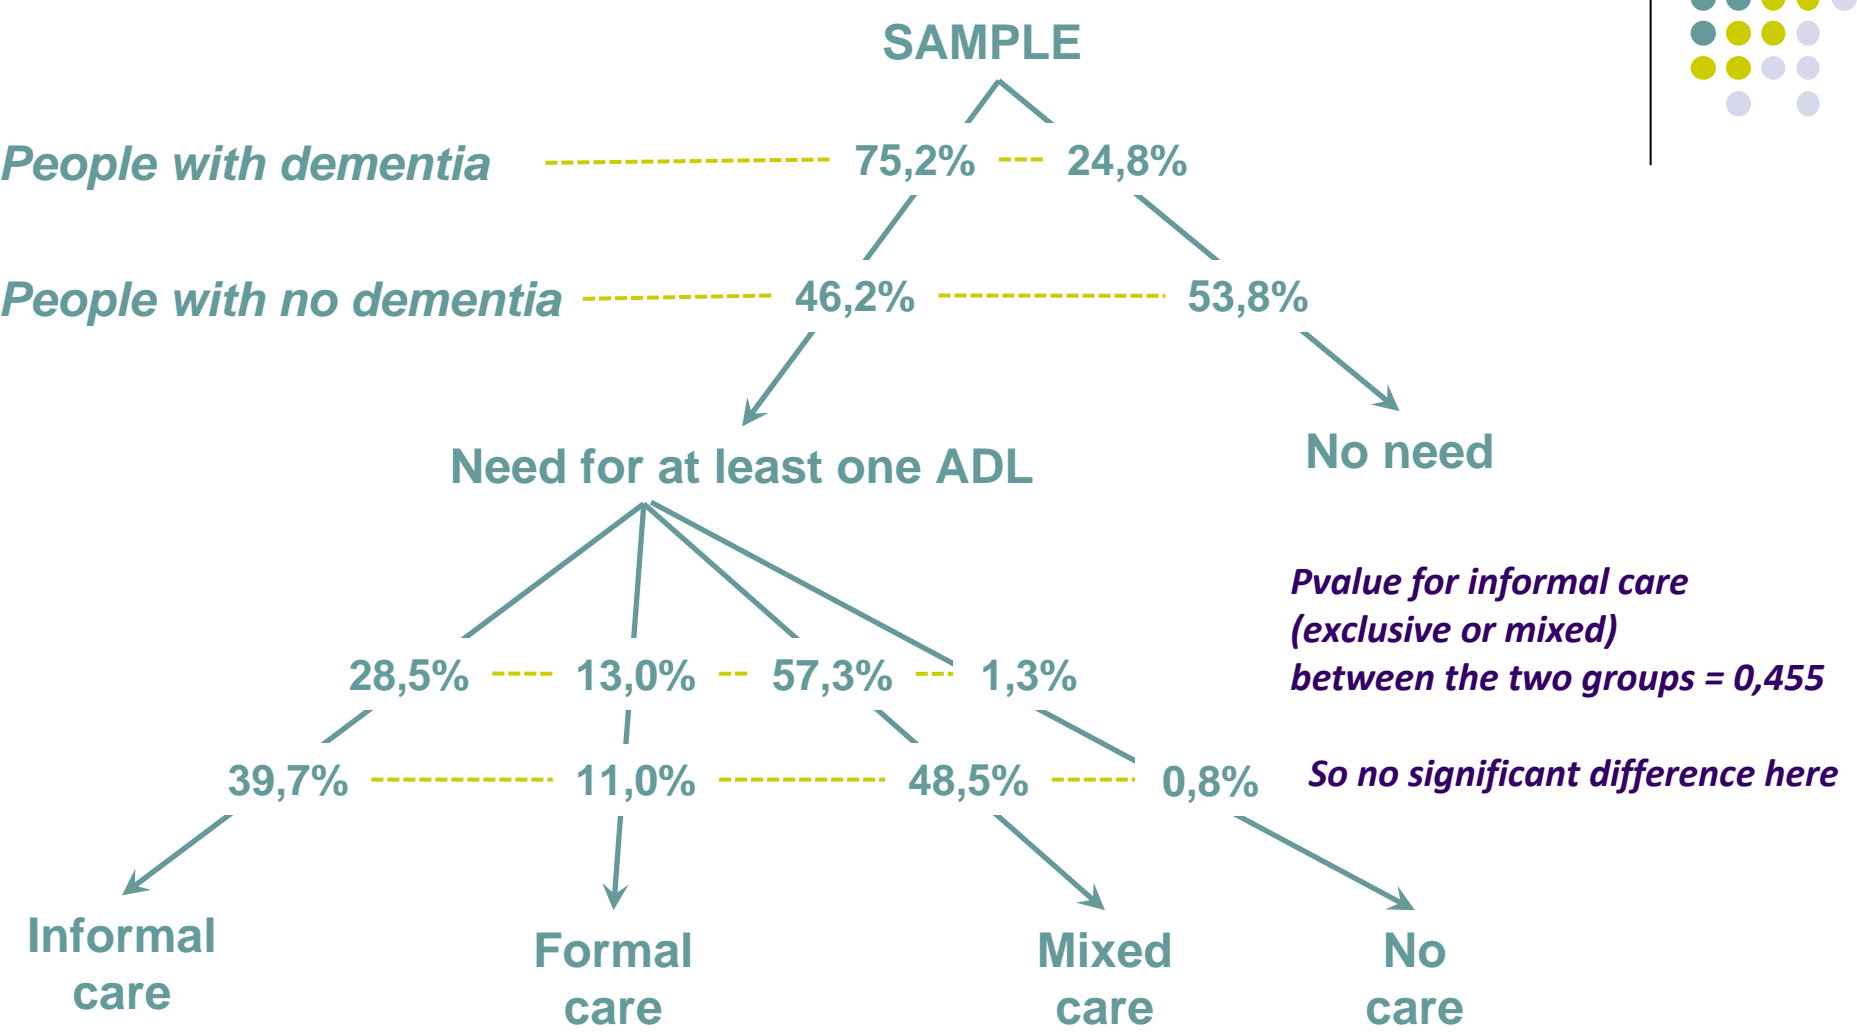 SAMPLE
People with dementia 75,2% 24,8%
People with no dementia 46,2% 53,8%
Need for at least one ADL
No need
28,5% 13,0% 57,3% 1,3%
39,7% 11,0% 48,5% 0,8%
Pvalue for informal care
(exclusive or mixed)
between the two groups = 0,455
So no significant difference here
Informal
care
Formal
care
Mixed
care
No
care